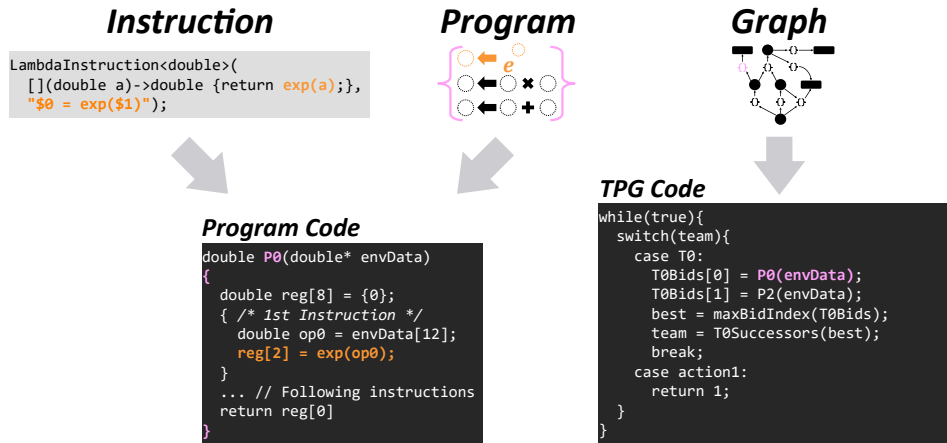 Instruction
Program
Graph
LambdaInstruction<double>(
[](double a)->double {return exp(a);},
"$0 = exp($1)");
e
{}
{}
{}
{}
{}
{}
{}
{}
TPG Code
Program Code
double P0(double* envData)
{
double reg[8] = {0};
{ /* 1st Instruction */
double op0 = envData[12];
reg[2] = exp(op0);
}
... // Following instructions
return reg[0]
}
while(true){
switch(team){
case T0:
T0Bids[0] = P0(envData);
T0Bids[1] = P2(envData);
best = maxBidIndex(T0Bids);
team = T0Successors(best);
break;
case action1:
return 1;
}
}